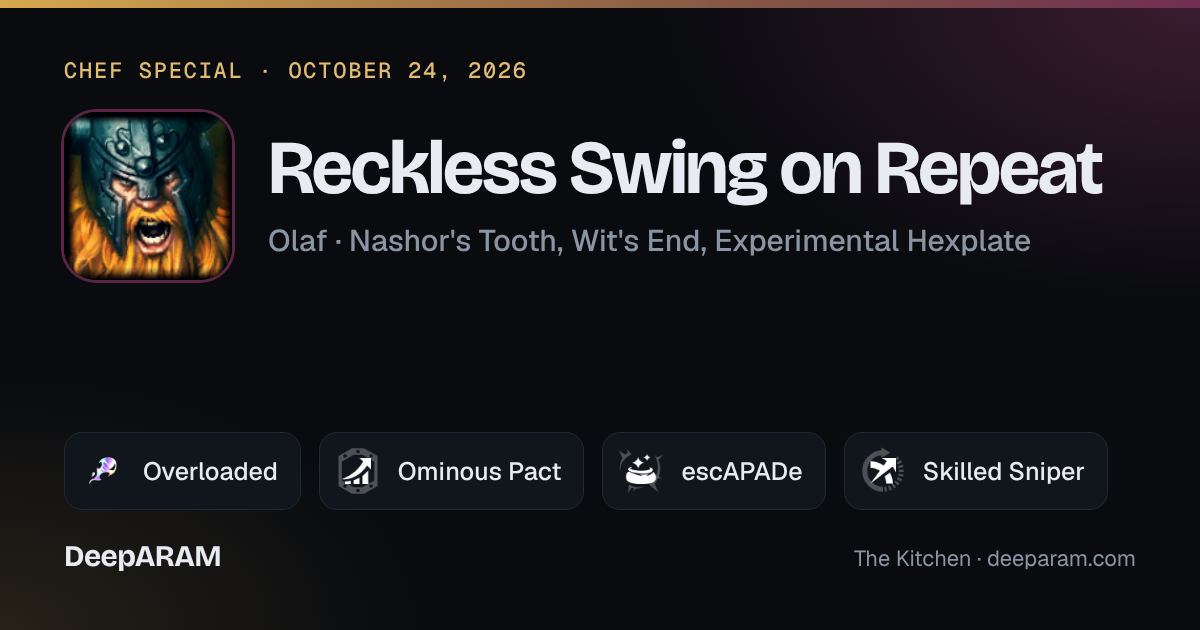 CHEF SPECIAL · OCTOBER 24, 2026
Reckless Swing on Repeat
Olaf · Nashor's Tooth, Wit's End, Experimental Hexplate
Overloaded
Ominous Pact
escAPADe
Skilled Sniper
DeepARAM
The Kitchen · deeparam.com